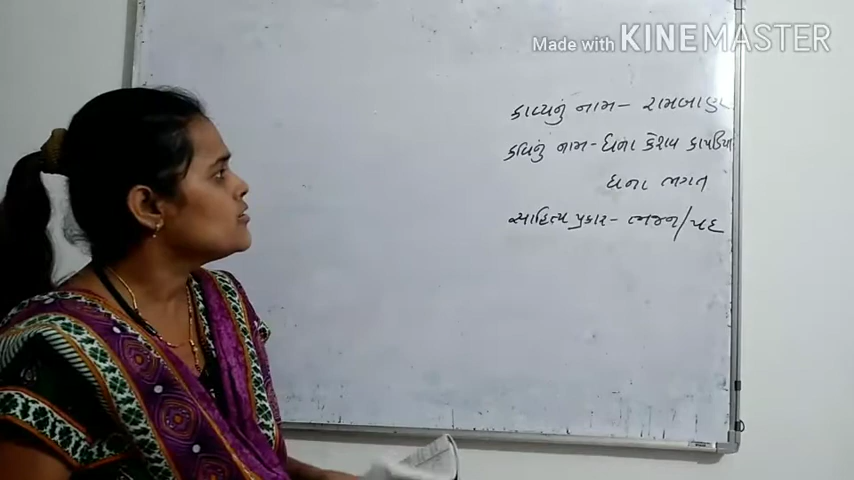 Made with KINEMASTER
કાવ્યનું નામ - રામબાણ
કવિનું નામ - ધના કેશવ કાપડિયા
ધના ભગત
સાહિત્ય પ્રકાર - ભજન/પદ